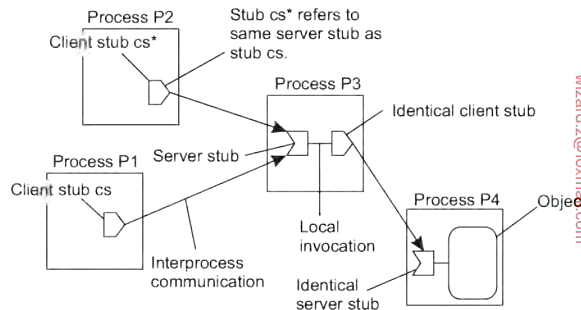 Process P2
Client stub cs*
Stub cs* refers to
same server stub as
stub cs.
Process P3
Identical client stub
Server stub
Process P1
Client stub cs
Interprocess
communication
Local
invocation
Process P4
Identical
server stub